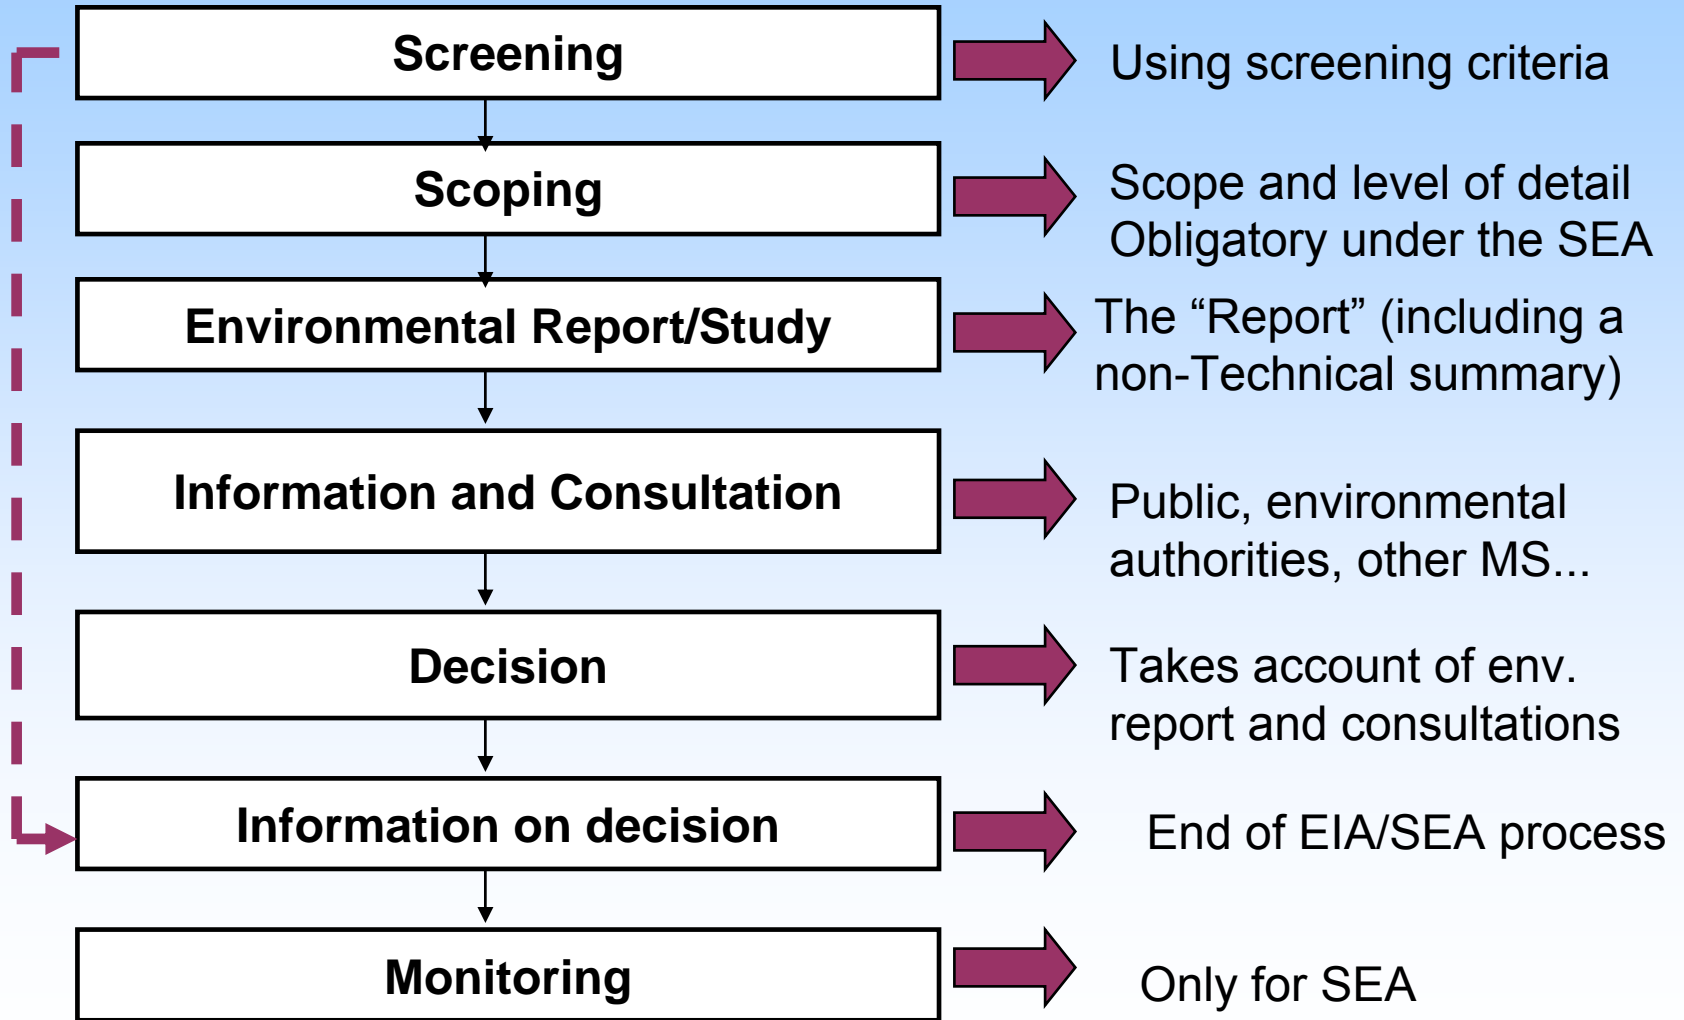 Screening
Using screening criteria
Scoping
Scope and level of detail
Obligatory under the SEA
Environmental Report/Study
The “Report” (including a
non-Technical summary)
Information and Consultation
Public, environmental
authorities, other MS...
Decision
Takes account of env.
report and consultations
Information on decision
End of EIA/SEA process
Monitoring
Only for SEA